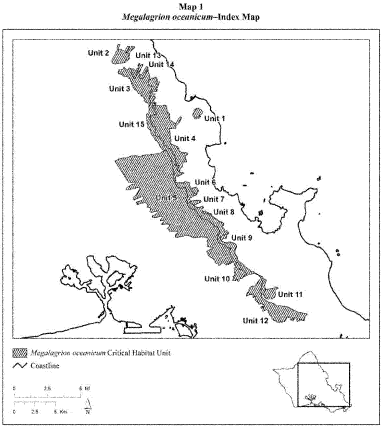 Map 1
Megalagrion oceanicum–Index Map
Unit 2
Unit 13
Unit 14
Unit 3
Unit 1
Unit 15
Unit 4
Unit 6
Unit 5
Unit 7
Unit 8
Unit 9
Unit 10
Unit 11
Unit 12
Megalagrion oceanicum Critical Habitat Unit
Coastline
0 2.5 5 Mi
0 2.5 5 Km
N